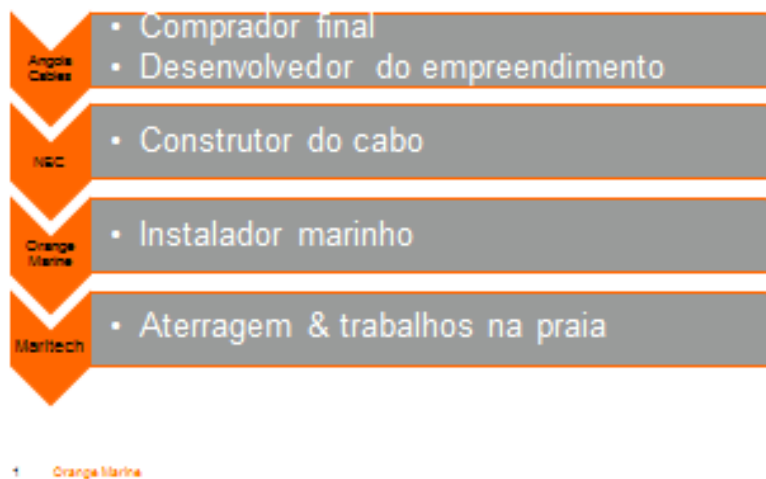 Angola Cables
• Comprador final
• Desenvolvedor do empreendimento
NEC
• Construtor do cabo
Orange Marine
• Instalador marinho
Maritech
• Aterragem & trabalhos na praia
1 Orange Marine